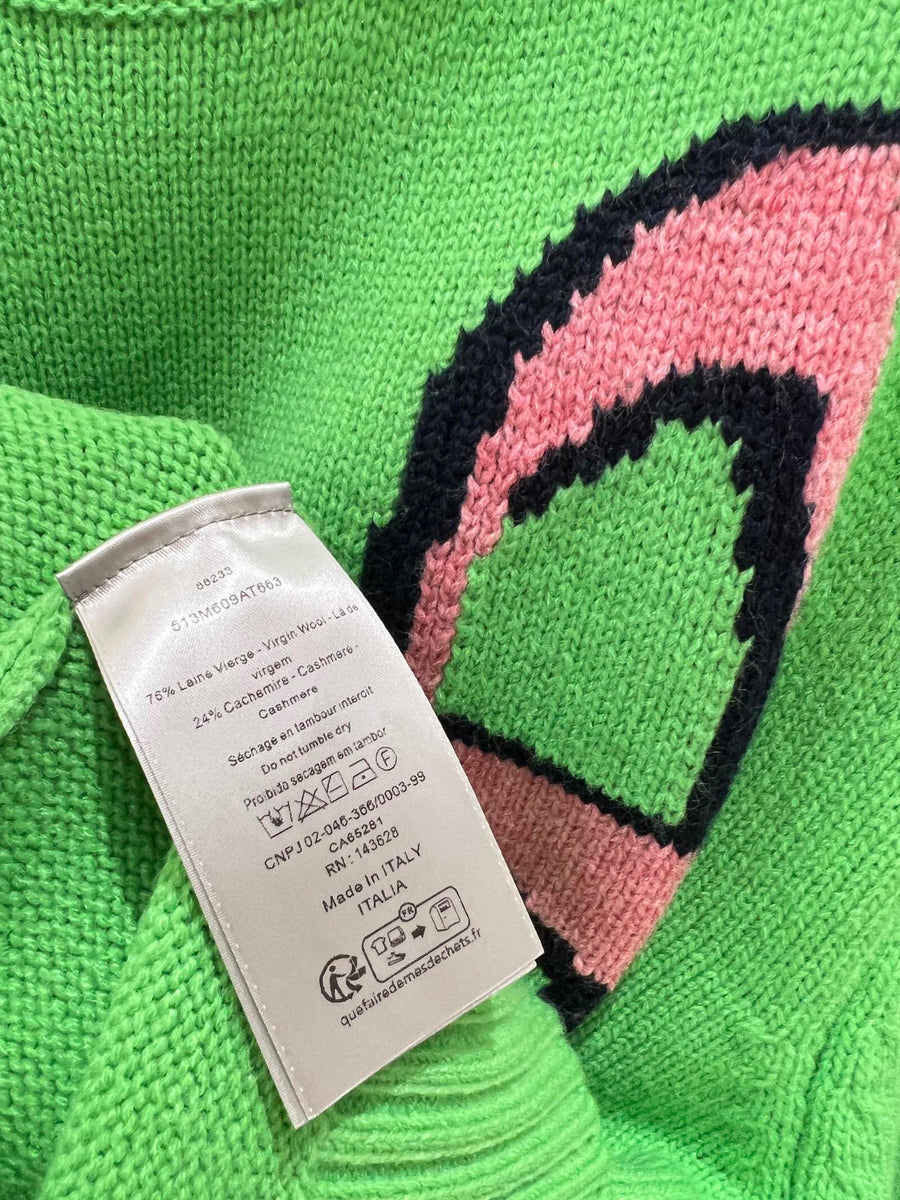 66233
513M609AT663
76% Laine Vierge - Virgin Wool - Lã de
virgem
24% Cachemire - Cashmere -
Cashmere
Séchage en tambour interdit
Do not tumble dry
Proibido secagem em tambor
F
CNPJ 02-046-366/0003-99
CA65281
RN : 143628
Made in ITALY
ITALIA
FR
quefairedemesdechets.fr